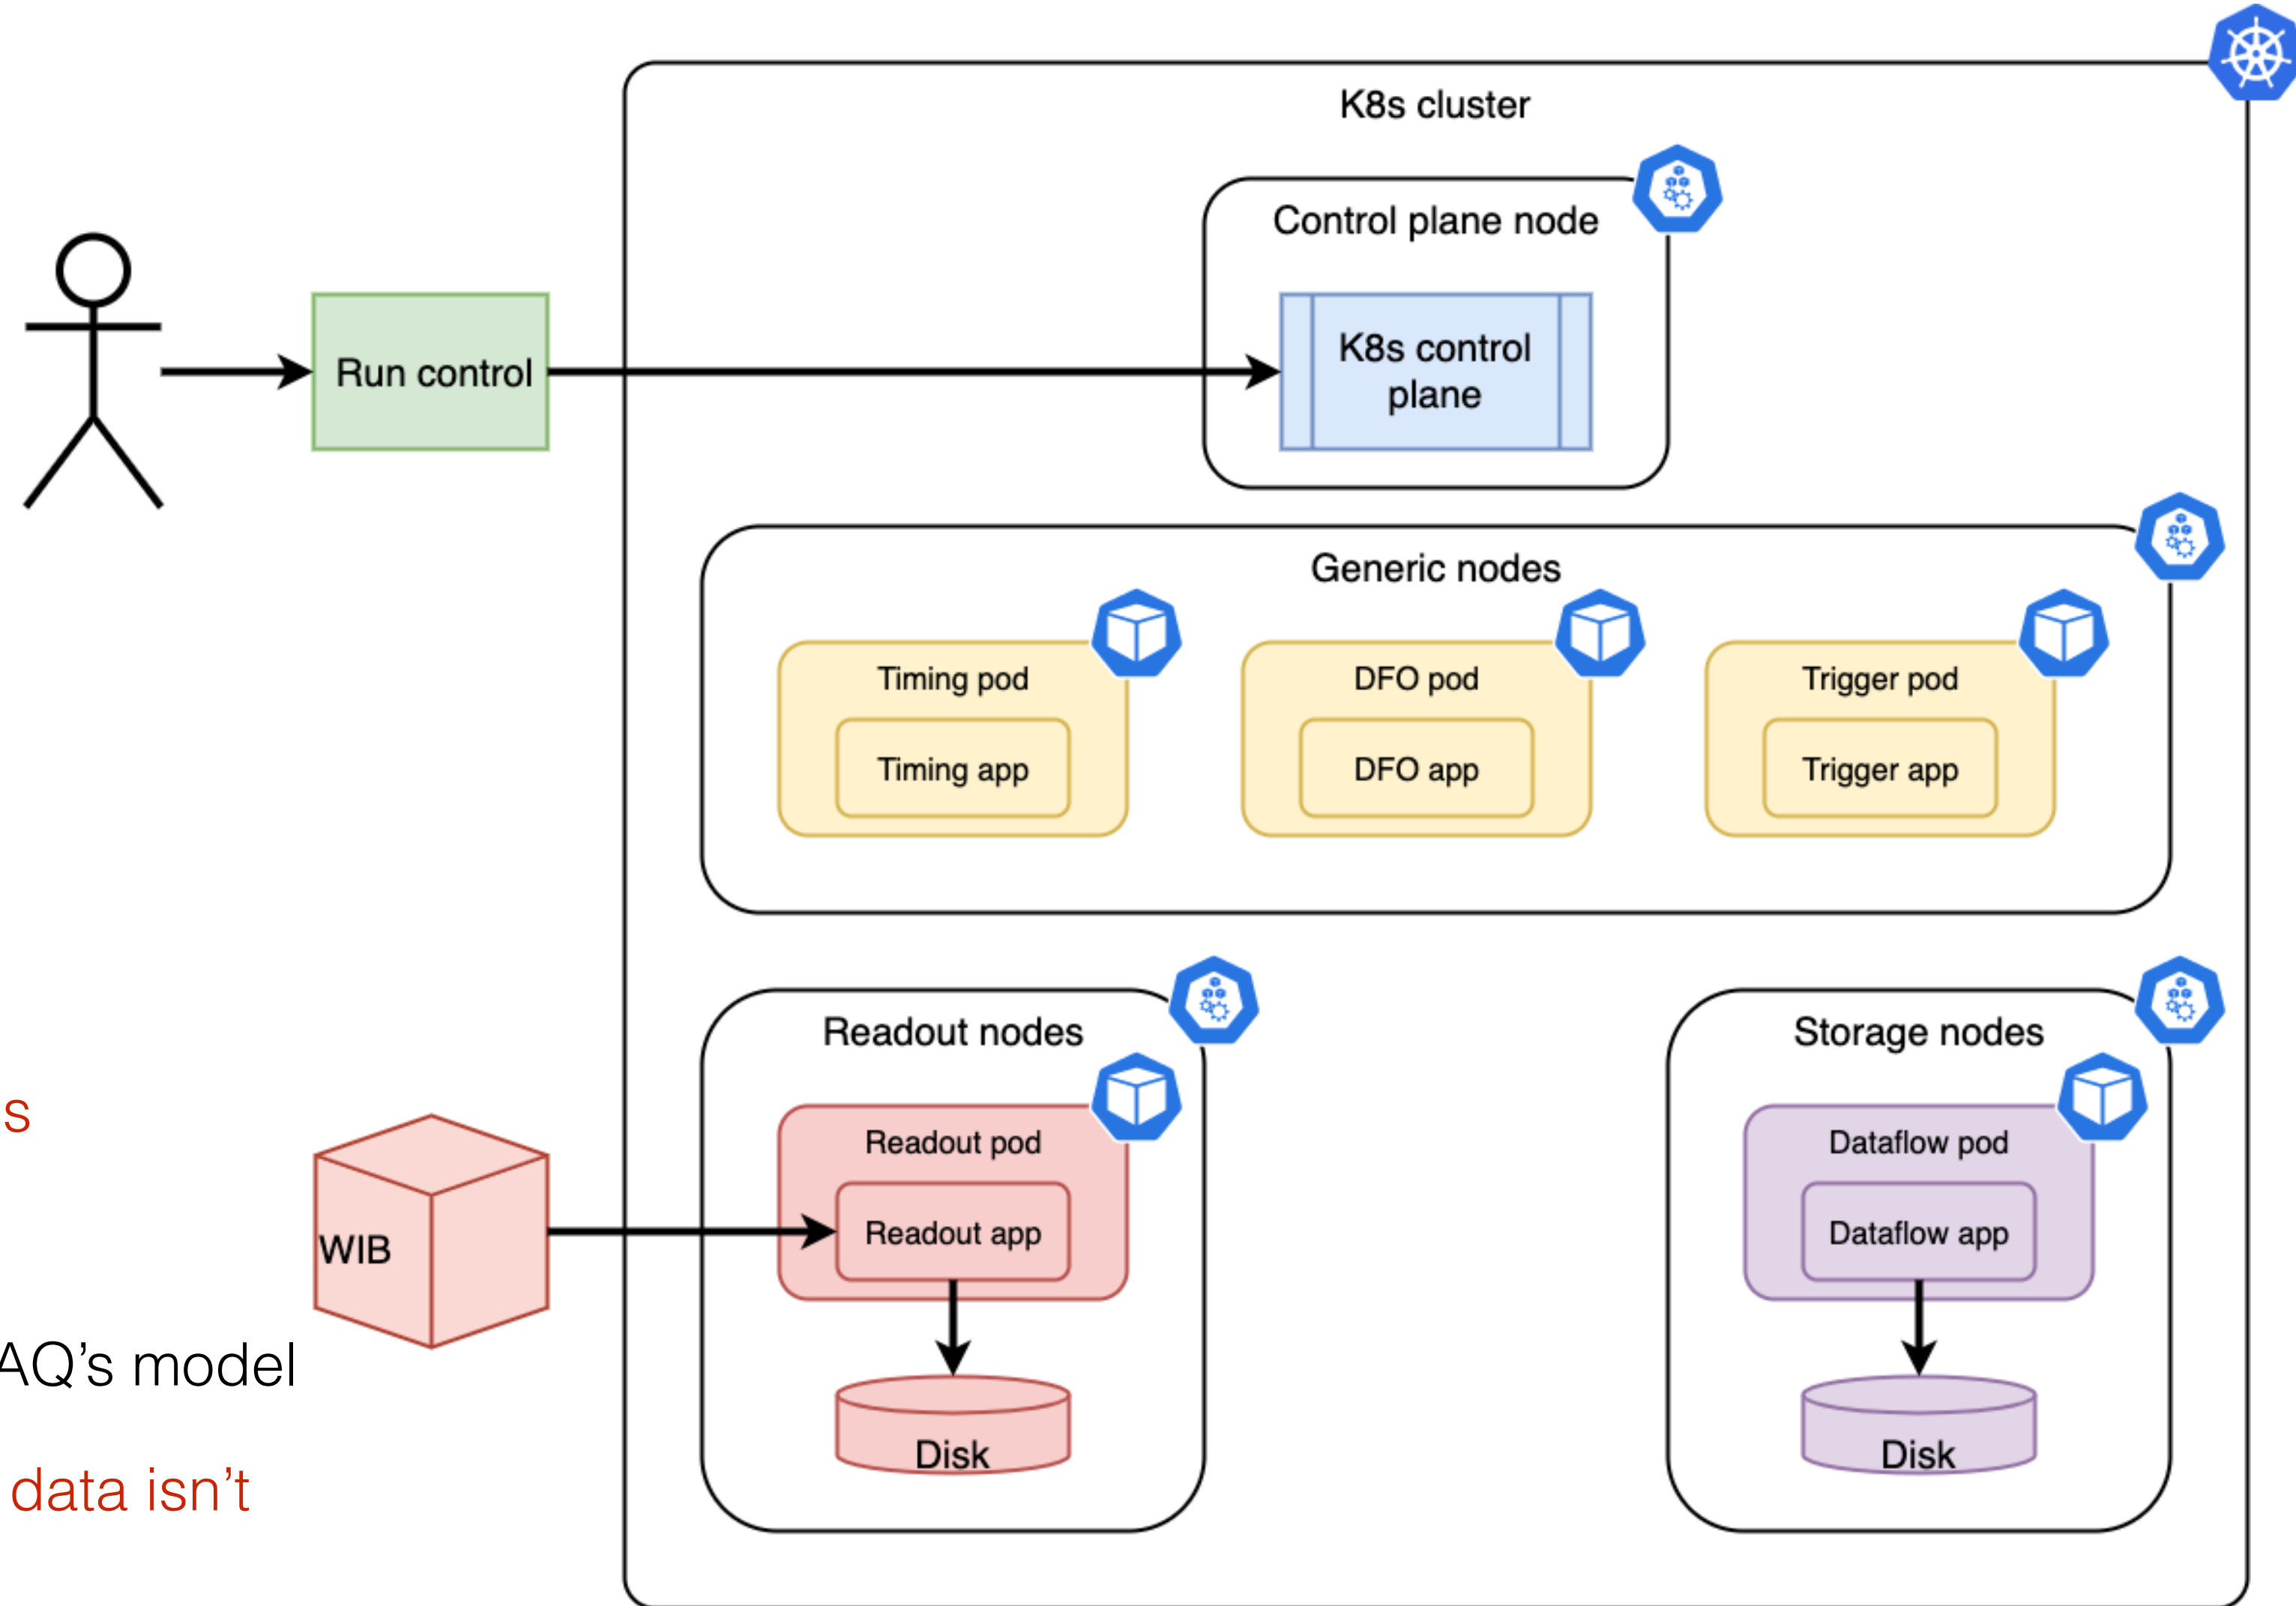 K8s cluster
Control plane node
Run control
K8s control
plane
Generic nodes
Timing pod
DFO pod
Trigger pod
Timing app
DFO app
Trigger app
Readout nodes
Storage nodes
s
Readout pod
Dataflow pod
WIB
Readout app
Dataflow app
AQ’s model
Disk
Disk
data isn’t